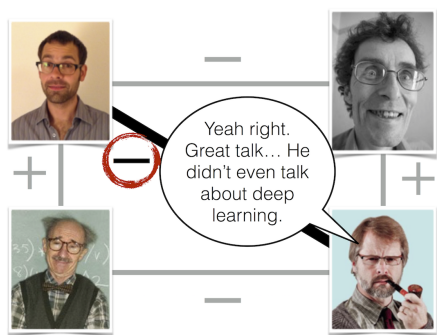 Yeah right.
Great talk… He
didn't even talk
about deep
learning.